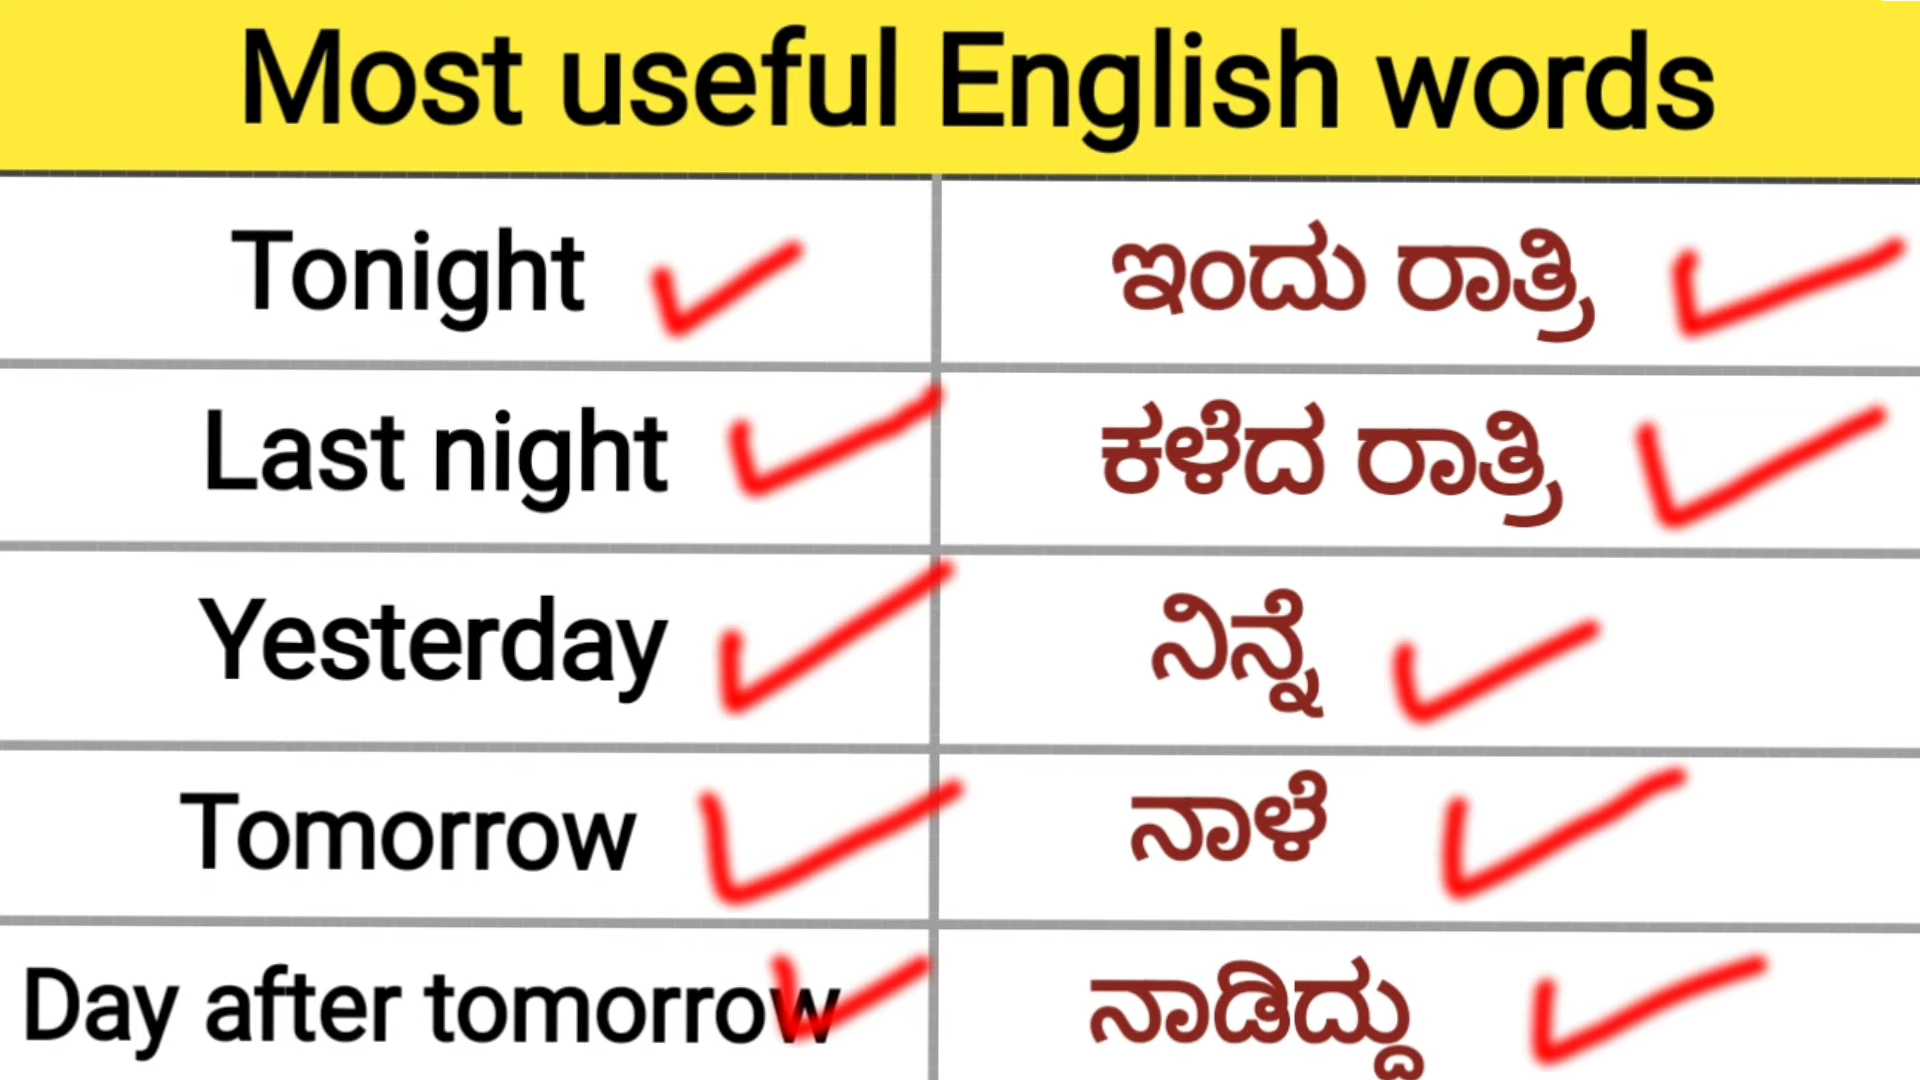 Most useful English words
Tonight ಇಂದು ರಾತ್ರಿ
Last night ಕಳೆದ ರಾತ್ರಿ
Yesterday ನಿನ್ನೆ
Tomorrow ನಾಳೆ
Day after tomorrow ನಾಡಿದ್ದು